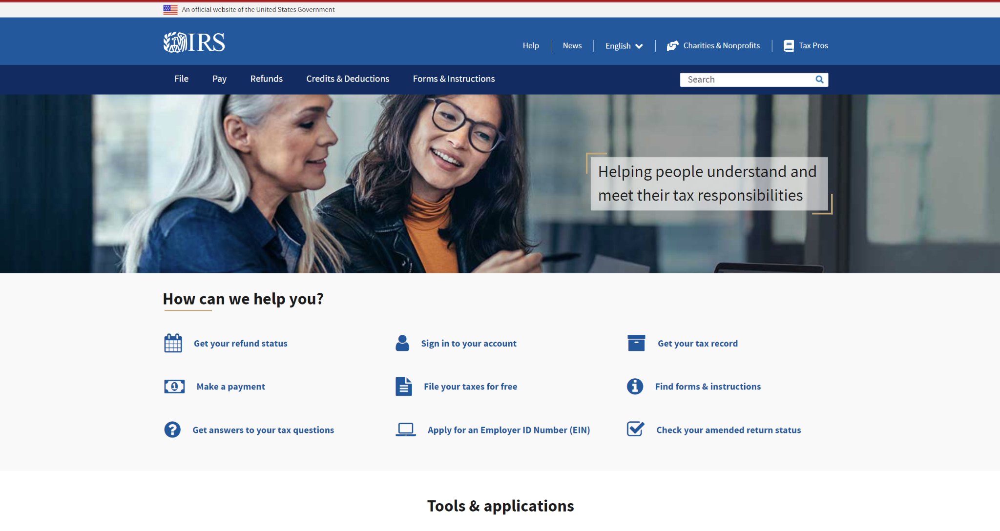 An official website of the United States Government
IRS
Help
News
English
Charities & Nonprofits
Tax Pros
File
Pay
Refunds
Credits & Deductions
Forms & Instructions
Search
Helping people understand and
meet their tax responsibilities
How can we help you?
Get your refund status
Sign in to your account
Get your tax record
Make a payment
File your taxes for free
Find forms & instructions
Get answers to your tax questions
Apply for an Employer ID Number (EIN)
Check your amended return status
Tools & applications